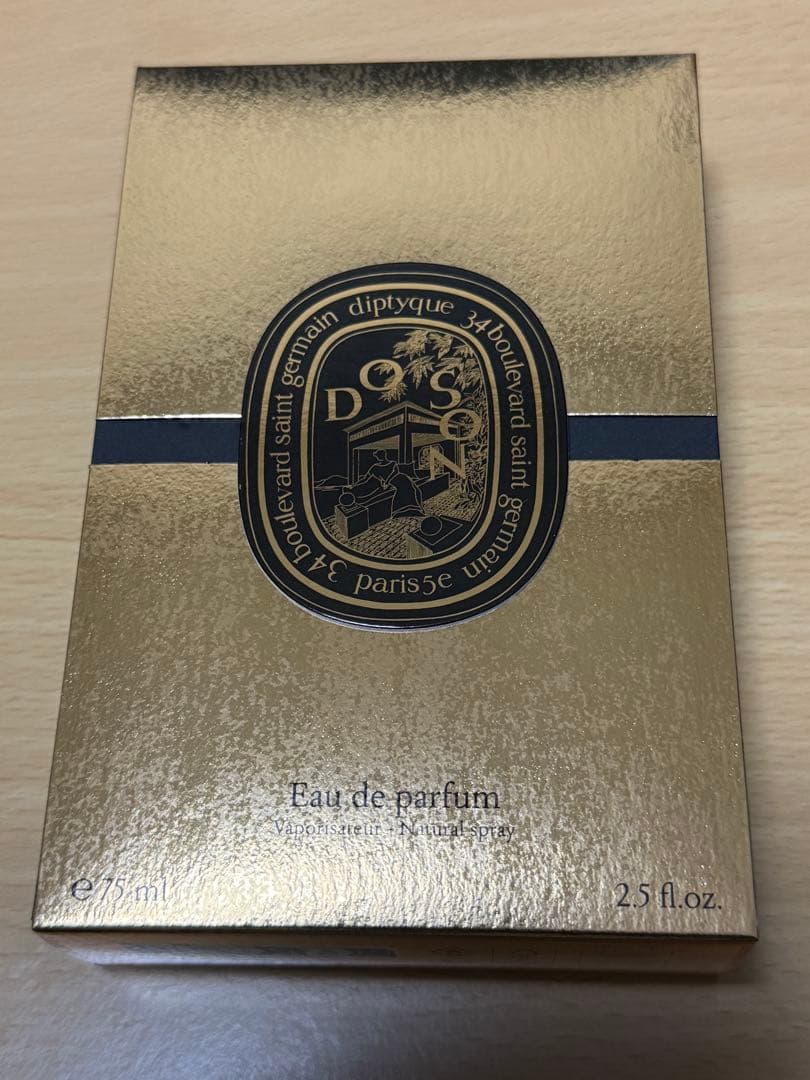 34 boulevard saint germain diptyque 34 boulevard saint germain
DO SON
paris 5e
Eau de parfum
Vaporisateur - Natural spray
e 75 ml
2.5 fl.oz.